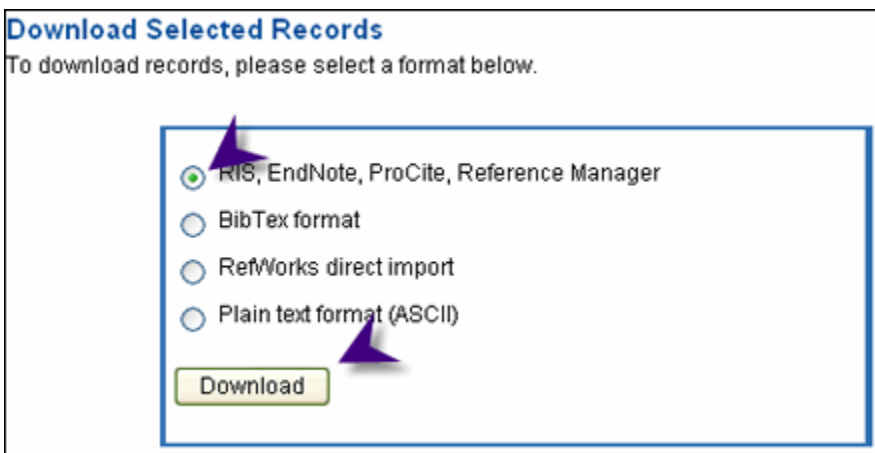 Download Selected Records
To download records, please select a format below.
RIS, EndNote, ProCite, Reference Manager
BibTex format
RefWorks direct import
Plain text format (ASCII)
Download